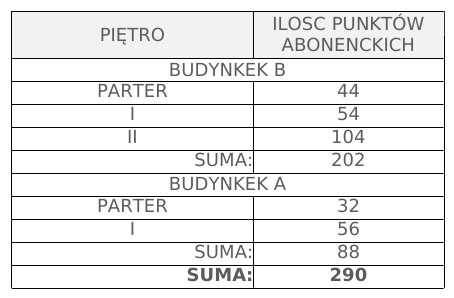 PIĘTRO ILOSC PUNKTÓW
ABONENCKICH
BUDYNKEK B
PARTER 44
I 54
II 104
SUMA: 202
BUDYNKEK A
PARTER 32
I 56
SUMA: 88
SUMA: 290